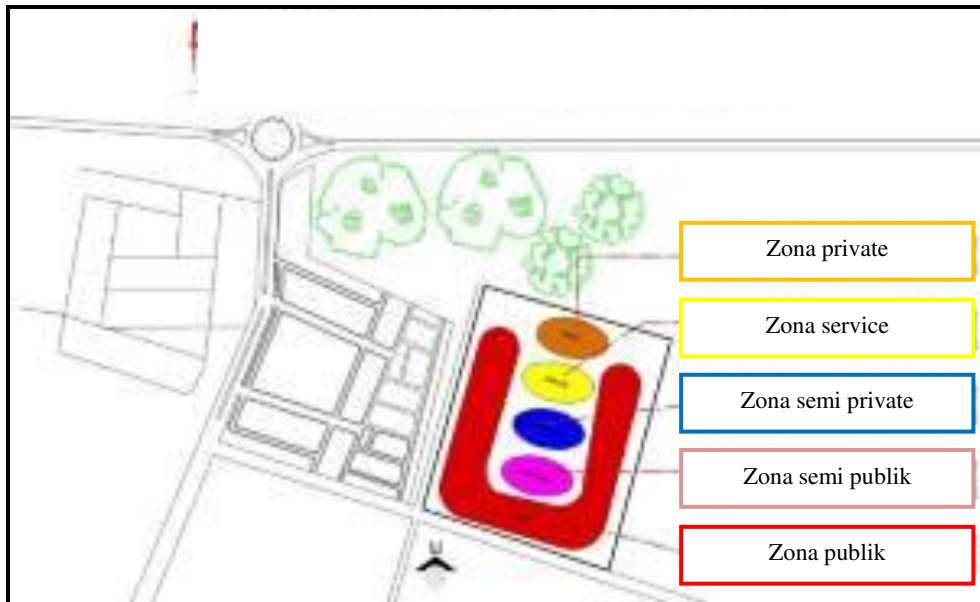 Zona private
Zona service
Zona semi private
Zona semi publik
Zona publik
U